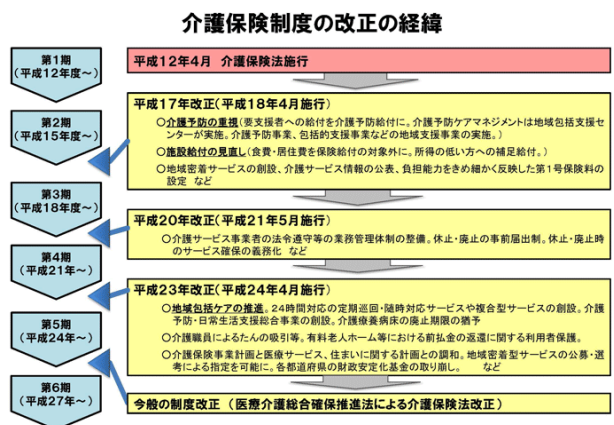 介護保険制度の改正の経緯
第1期
(平成12年度~)
平成12年4月 介護保険法施行
第2期
平成15年度~)
平成17年改正(平成18年4月施行)
○介護予防の重視(要支援者への給付を介護予防給付に。介護予防ケアマネジメントは地域包括支援セ
ンターが実施。介護予防事業、包括的支援事業などの地域支援事業の実施。)
○施設給付の見直し(食費・居住費を保険給付の対象外に。所得の低い方への補足給付。)
○地域密着サービスの創設、介護サービス情報の公表、負担能力をきめ細かく反映した第1号保険料の
設定 など
第3期
(平成18年度~)
平成20年改正(平成21年5月施行)
○介護サービス事業者の法令遵守等の業務管理体制の整備。休止・廃止の事前届出制。休止・廃止時
のサービス確保の義務化 など
第4期
(平成21年~)
平成23年改正(平成24年4月施行)
○地域包括ケアの推進。24時間対応の定期巡回・随時対応サービスや複合型サービスの創設。介護
予防・日常生活支援総合事業の創設。介護療養病床の廃止期限の猶予
○介護職員によるたんの吸引等。有料老人ホーム等における前払金の返還に関する利用者保護。
○介護保険事業計画と医療サービス、住まいに関する計画との調和。地域密着型サービスの公募・選
考による指定を可能に。各都道府県の財政安定化基金の取り崩し。 など
第5期
(平成24年~)
第6期
(平成27年~)
今般の制度改正 (医療介護総合確保推進法による介護保険法改正)